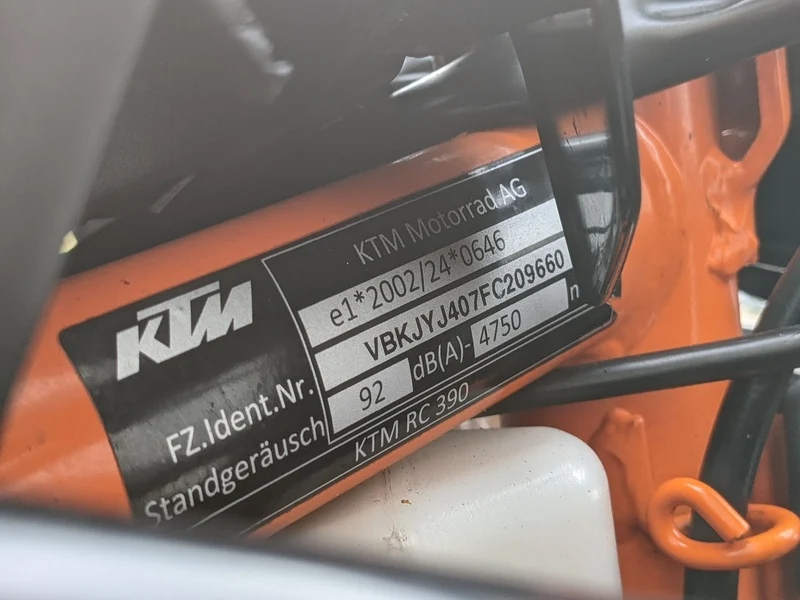 KTM
KTM Motorrad AG
e1*2002/24*0646
FZ.Ident.Nr. VBKJYJ407FC209660
Standgeräusch 92 dB(A)- 4750
KTM RC 390